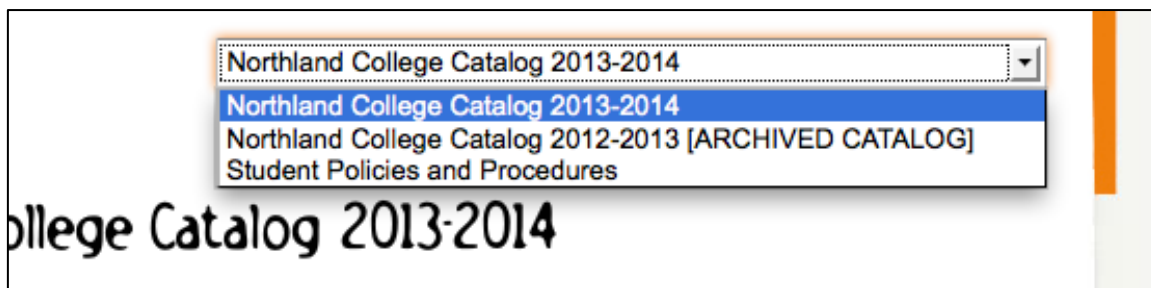 Northland College Catalog 2013-2014
Northland College Catalog 2013-2014
Northland College Catalog 2012-2013 [ARCHIVED CATALOG]
Student Policies and Procedures
ollege Catalog 2013-2014